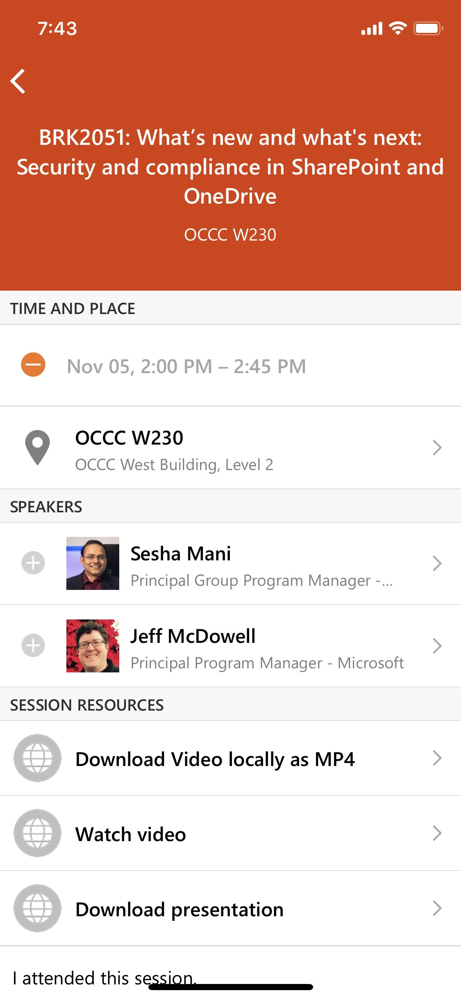 7:43
BRK2051: What’s new and what's next:
Security and compliance in SharePoint and
OneDrive
OCCC W230
TIME AND PLACE
Nov 05, 2:00 PM – 2:45 PM
OCCC W230
OCCC West Building, Level 2
SPEAKERS
Sesha Mani
Principal Group Program Manager -...
Jeff McDowell
Principal Program Manager - Microsoft
SESSION RESOURCES
Download Video locally as MP4
Watch video
Download presentation
I attended this session.